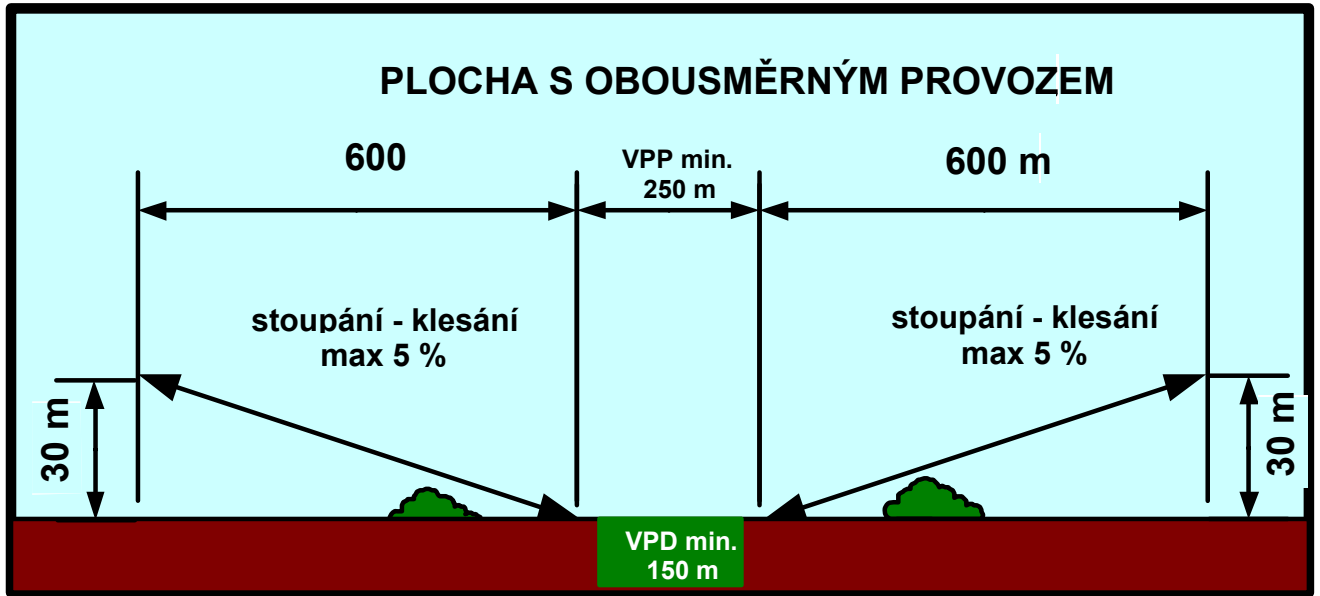 PLOCHA S OBOUSMĚRNÝM PROVOZEM
600
VPP min.
250 m
600 m
stoupání - klesání
max 5 %
stoupání - klesání
max 5 %
30 m
30 m
VPD min.
150 m